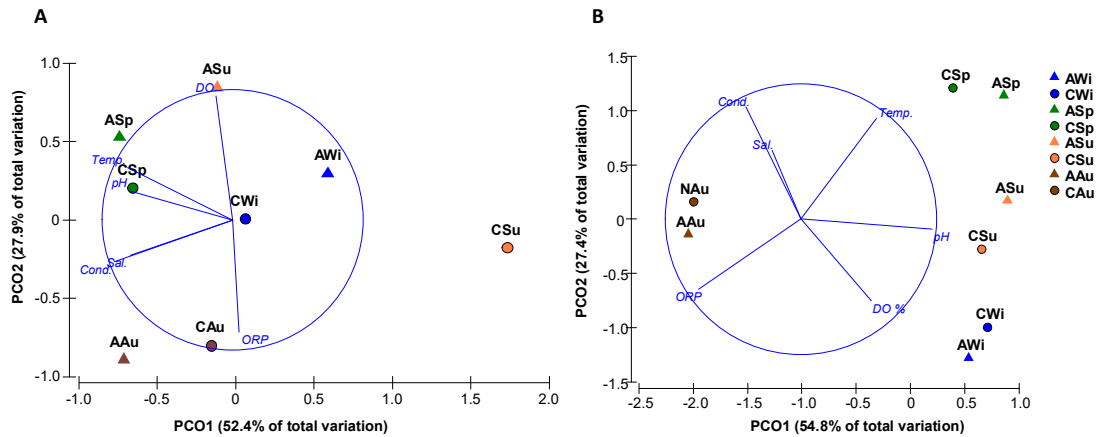 A
PCO2 (27.9% of total variation)
1.0
0.5
0
-0.5
-1.0
ASu
DO
ASp
Temp.
CSp
pH
AWi
CWi
CSu
Sal.
Cond.
CAu
ORP
AAu
-1.0 -0.5 0 0.5 1.0 1.5 2.0
PCO1 (52.4% of total variation)
B
PCO2 (27.4% of total variation)
1.5
1.0
0.5
0
-0.5
-1.0
-1.5
CSp
ASp
Cond.
Temp.
Sal.
NAu
ASu
AAu
pH
CSu
ORP
DO %
CWi
AWi
-2.5 -2.0 -1.5 -1.0 -0.5 0 0.5 1.0
PCO1 (54.8% of total variation)
AWi
CWi
ASp
CSp
ASu
CSu
AAu
CAu